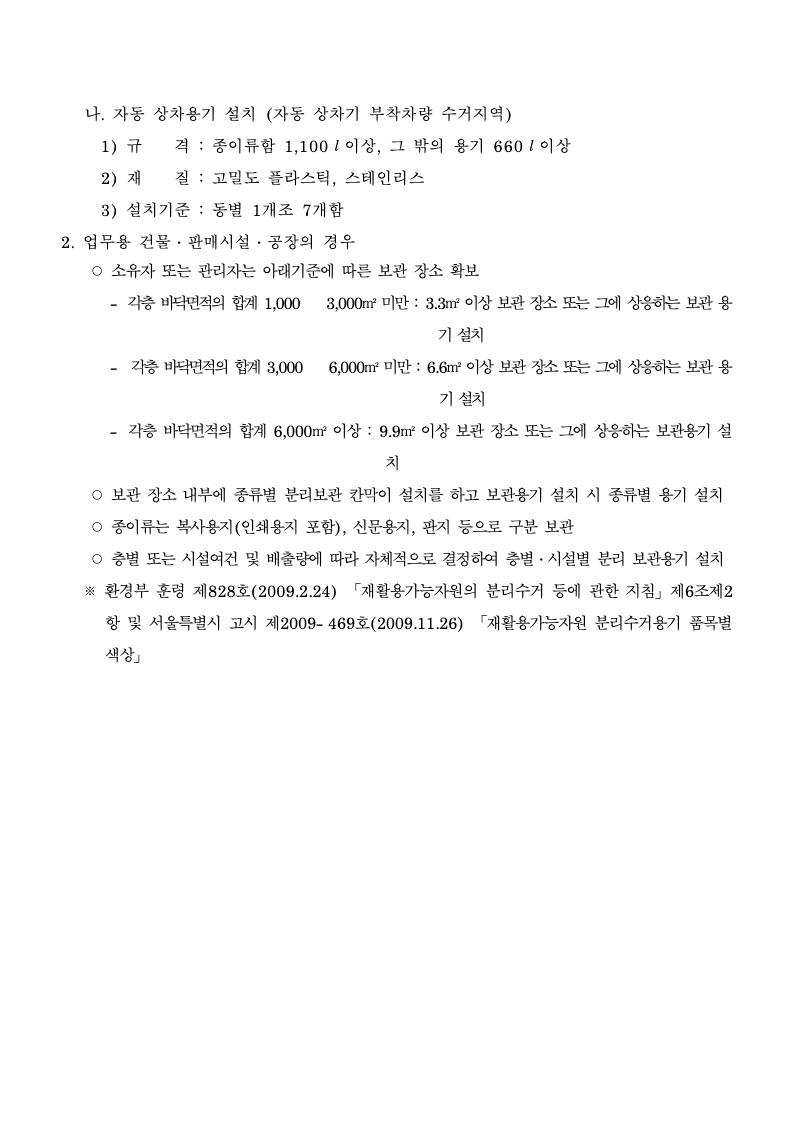 나. 자동 상차용기 설치 (자동 상차기 부착차량 수거지역)
1) 규 격 : 종이류함 1,100 l 이상, 그 밖의 용기 660 l 이상
2) 재 질 : 고밀도 플라스틱, 스테인리스
3) 설치기준 : 동별 1개조 7개함
2. 업무용 건물·판매시설·공장의 경우
○ 소유자 또는 관리자는 아래기준에 따른 보관 장소 확보
- 각층 바닥면적의 합계 1,000 3,000㎡ 미만 : 3.3㎡ 이상 보관 장소 또는 그에 상응하는 보관 용
기 설치
- 각층 바닥면적의 합계 3,000 6,000㎡ 미만 : 6.6㎡ 이상 보관 장소 또는 그에 상응하는 보관 용
기 설치
- 각층 바닥면적의 합계 6,000㎡ 이상 : 9.9㎡ 이상 보관 장소 또는 그에 상응하는 보관용기 설
치
○ 보관 장소 내부에 종류별 분리보관 칸막이 설치를 하고 보관용기 설치 시 종류별 용기 설치
○ 종이류는 복사용지(인쇄용지 포함), 신문용지, 판지 등으로 구분 보관
○ 층별 또는 시설여건 및 배출량에 따라 자체적으로 결정하여 층별·시설별 분리 보관용기 설치
※ 환경부 훈령 제828호(2009.2.24) 「재활용가능자원의 분리수거 등에 관한 지침」제6조제2
항 및 서울특별시 고시 제2009- 469호(2009.11.26) 「재활용가능자원 분리수거용기 품목별
색상」